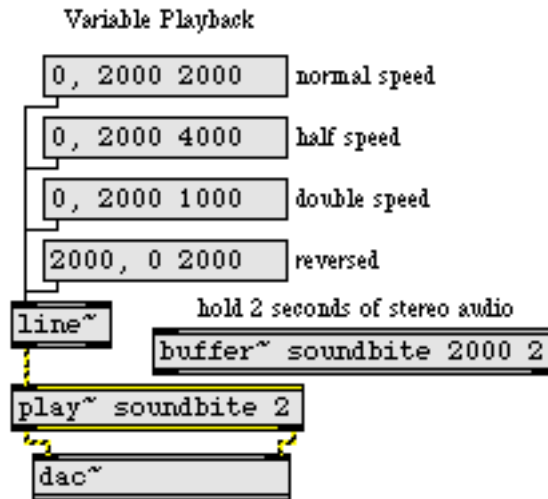 Variable Playback
0, 2000 2000 normal speed
0, 2000 4000 half speed
0, 2000 1000 double speed
2000, 0 2000 reversed
line~
hold 2 seconds of stereo audio
buffer~ soundbite 2000 2
play~ soundbite 2
dac~